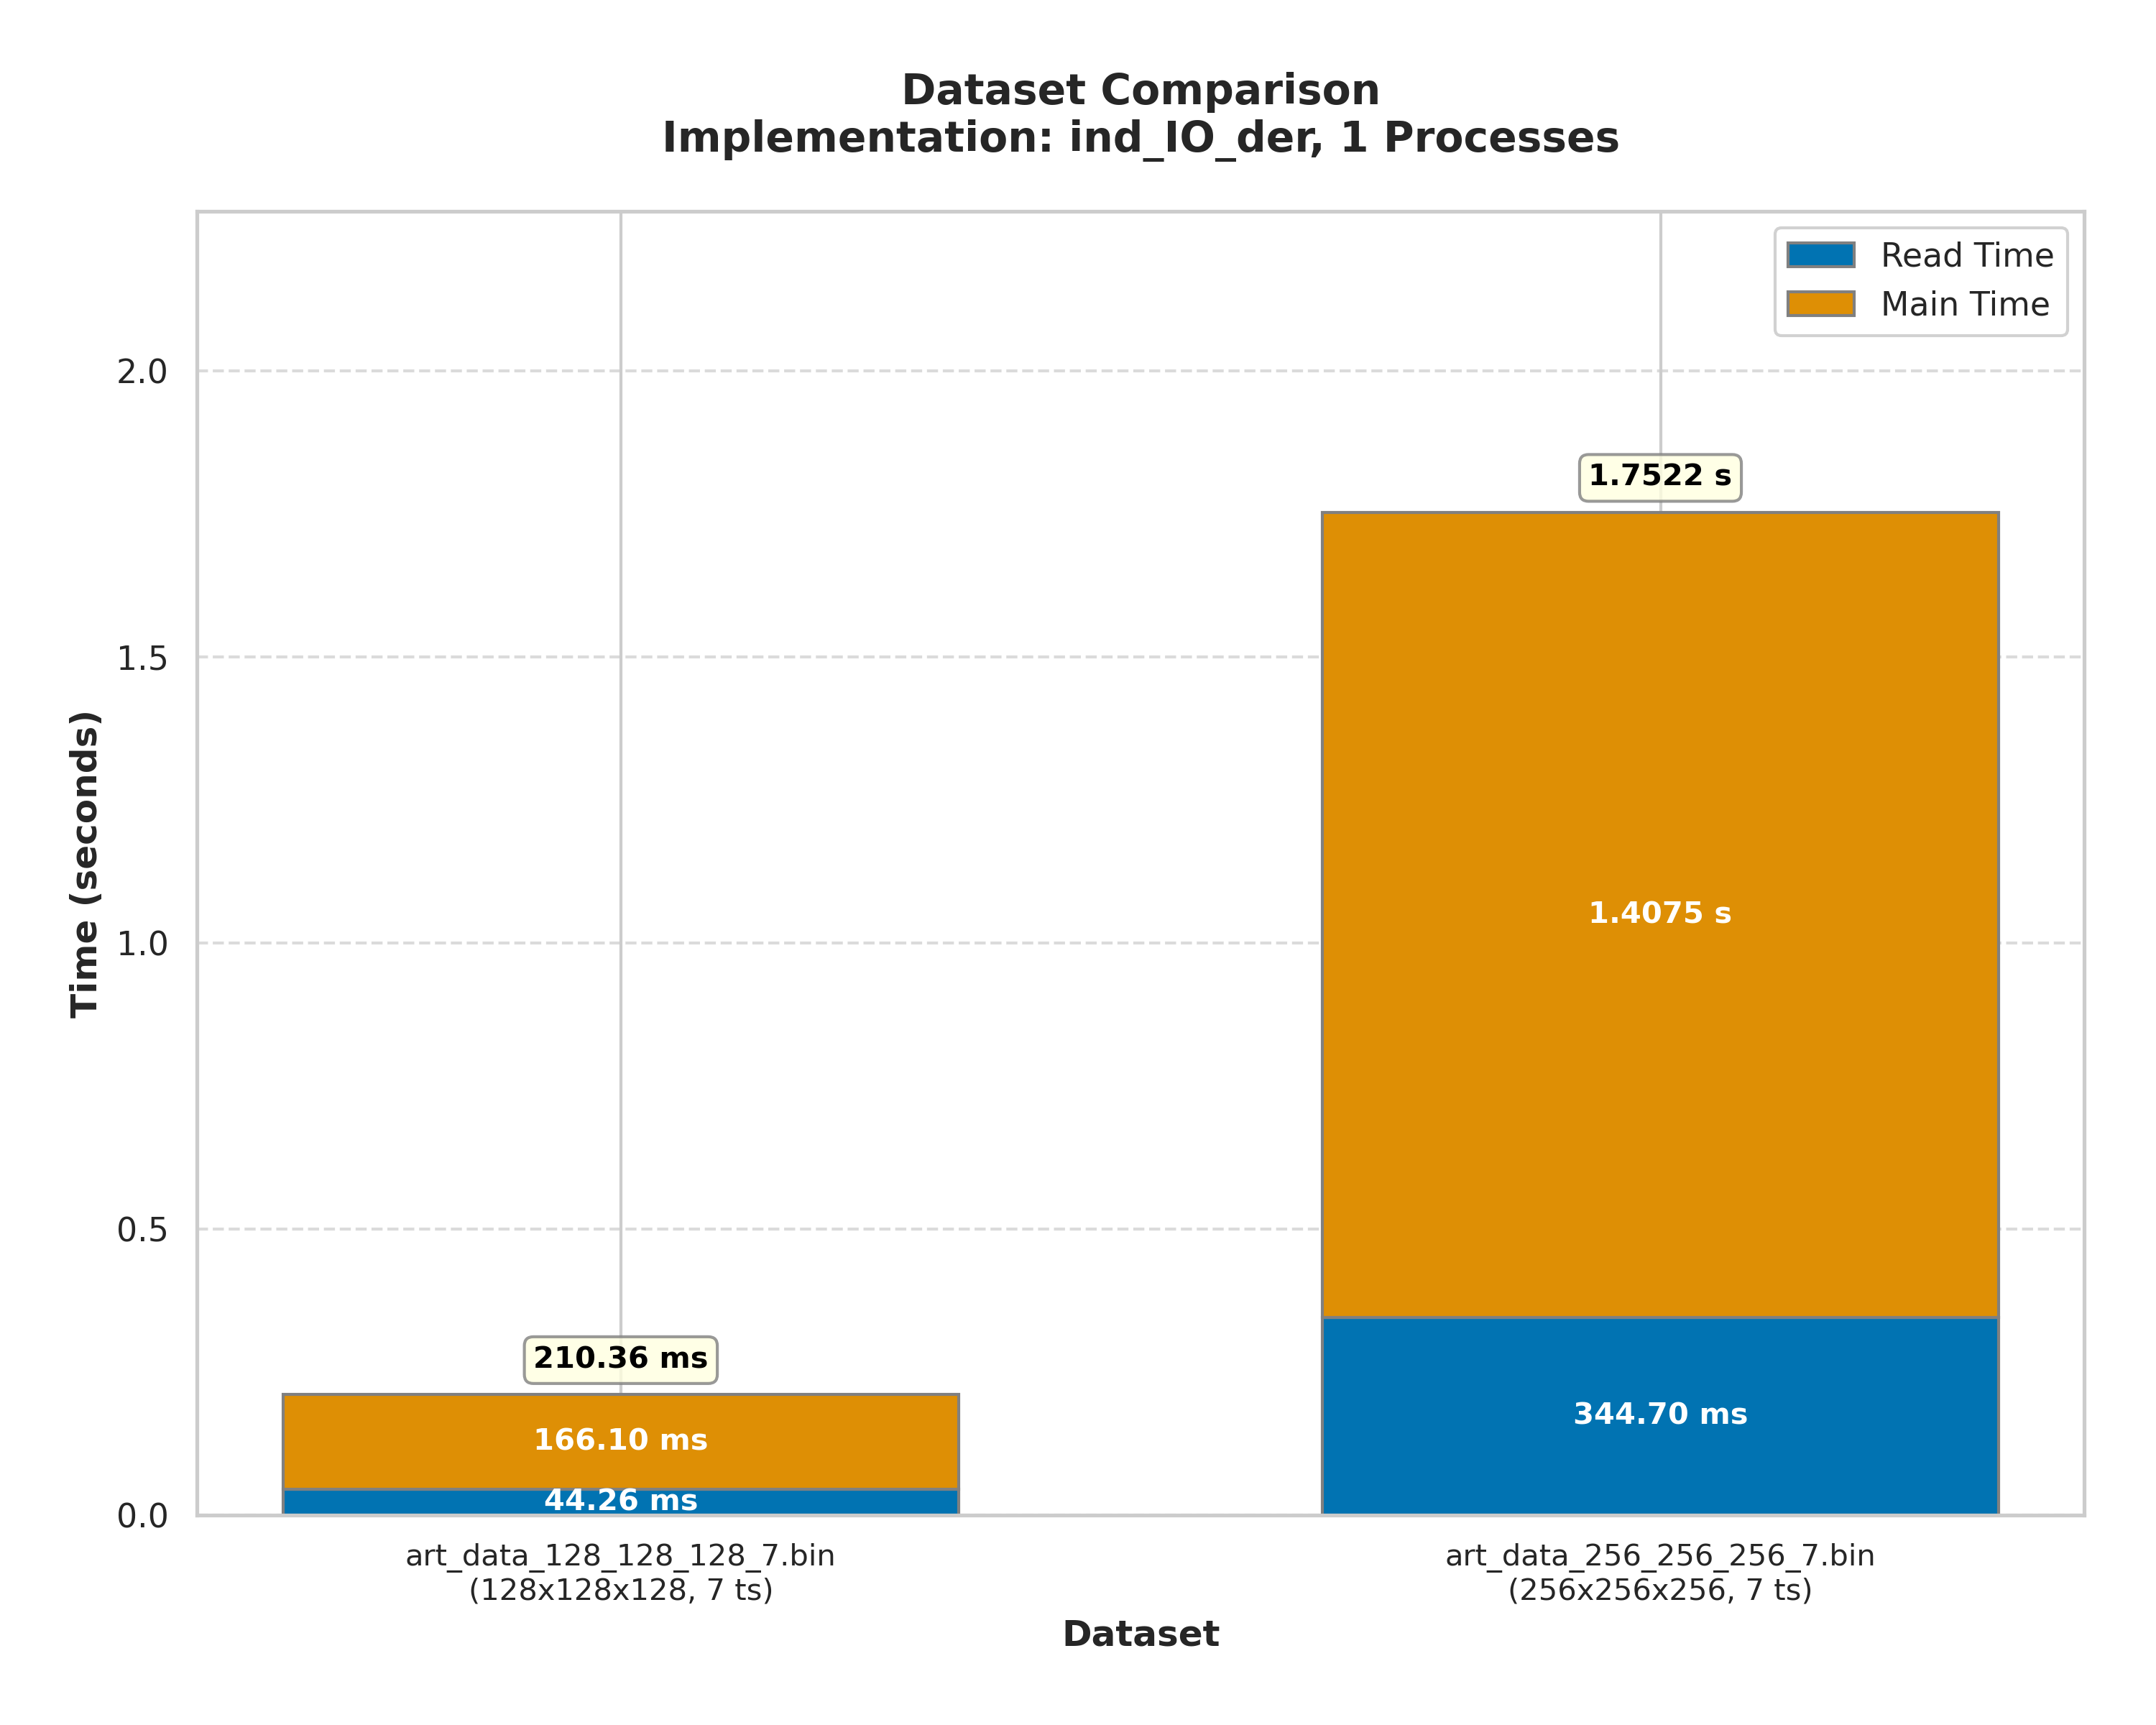 Dataset Comparison
Implementation: ind_IO_der, 1 Processes
Read Time
Main Time
2.0
1.5
1.0
0.5
0.0
Time (seconds)
1.7522 s
1.4075 s
344.70 ms
210.36 ms
166.10 ms
44.26 ms
art_data_128_128_128_7.bin
(128x128x128, 7 ts)
art_data_256_256_256_7.bin
(256x256x256, 7 ts)
Dataset